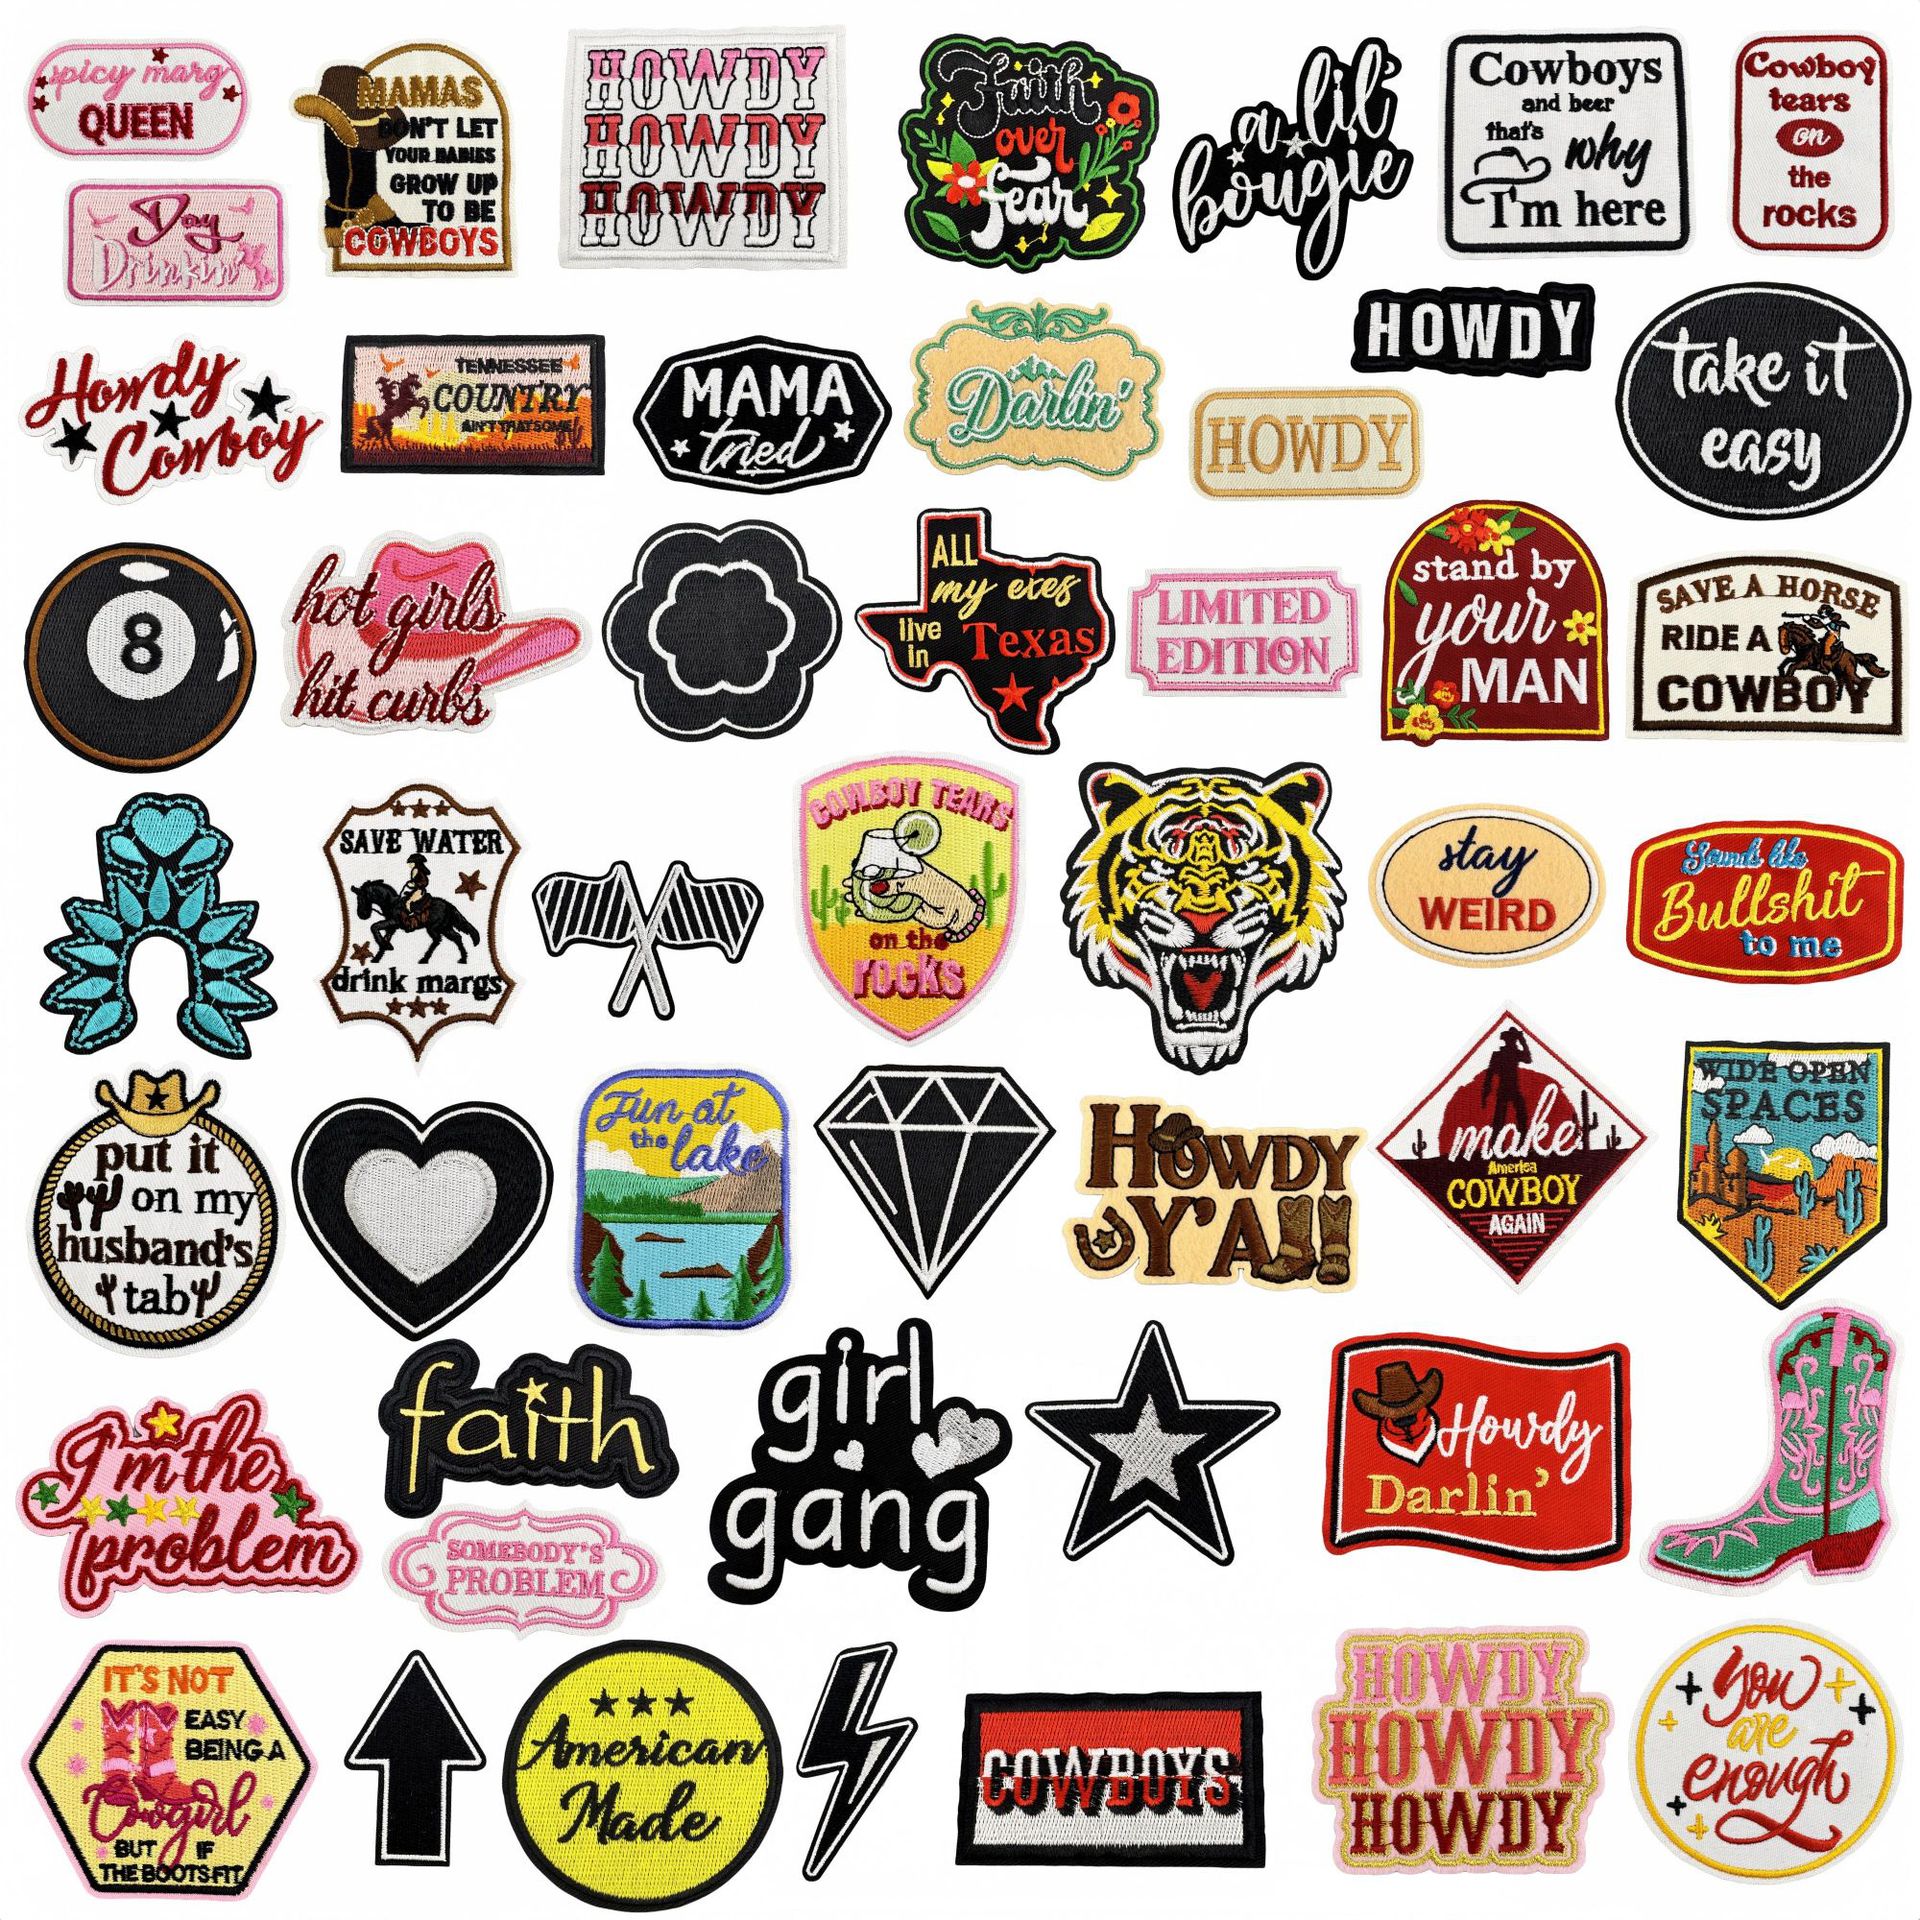 spicy marg
QUEEN
Day
Drinkin'
MAMAS
DON'T LET
YOUR BABIES
GROW UP
TO BE
COWBOYS
HOWDY
HOWDY
HOWDY
Faith
over
fear
a lil'
bougie
Cowboys
and beer
that's why
I'm here
Cowboy
tears
on
the
rocks
Howdy
Cowboy
TENNESSEE
COUNTRY
AIN'T THAT SOME
MAMA
tried
Darlin'
HOWDY
HOWDY
take it
easy
8
hot girls
hit curbs
ALL
my exes
live
in Texas
LIMITED
EDITION
stand by
your
MAN
SAVE A HORSE
RIDE A
COWBOY
SAVE WATER
drink margs
COWBOY TEARS
on the
rocks
stay
WEIRD
Sounds like
Bullshit
to me
put it
on my
husband's
tab
Fun at
the lake
HOWDY
Y'All
make
America
COWBOY
AGAIN
WIDE OPEN
SPACES
I'm the
problem
faith
SOMEBODY'S
PROBLEM
girl
gang
Howdy
Darlin'
IT'S NOT
EASY
BEING A
Cowgirl
BUT IF
THE BOOTS FIT
American
Made
COWBOYS
HOWDY
HOWDY
HOWDY
You
are
enough